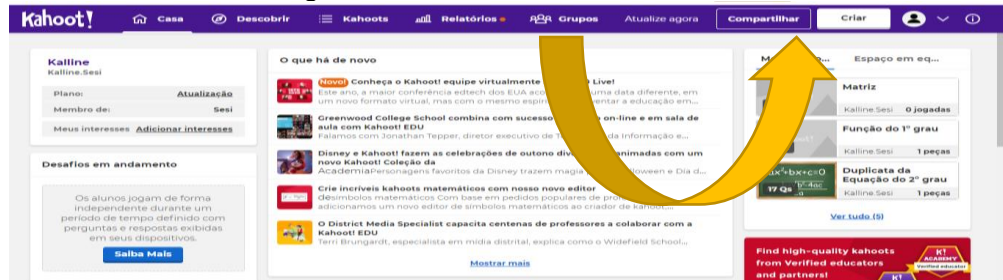 Kahoot! Casa Descobrir Kahoots Relatórios Grupos Atualize agora Compartilhar Criar
Kalline
Kalline.Sesi
Plano: Atualização
Membro de: Sesi
Meus interesses Adicionar interesses
Desafios em andamento
Os alunos jogam de forma
independente durante um
período de tempo definido com
perguntas e respostas exibidas
em seus dispositivos.
Saiba Mais
O que há de novo
Novo! Conheça o Kahoot! equipe virtualmente Live!
Este ano, a maior conferência edtech dos EUA uma data diferente, em
um novo formato virtual, mas com o mesmo a educação em...
Greenwood College School combina com on-line e em sala de
aula com Kahoot! EDU
Falamos com Jonathan Tepper, diretor executivo de da Informação e...
Disney e Kahoot! fazem as celebrações de outono animadas com um
novo Kahoot! Coleção da
AcademiaPersonagens favoritos da Disney trazem e Dia d...
Crie incríveis kahoots matemáticos com nosso novo editor
desímbolos matemáticos Com base em pedidos populares de
adicionamos um novo editor de símbolos matemáticos ao criador de kahoot...
O District Media Specialist capacita centenas de professores a colaborar com a
Kahoot! EDU
Terri Brungardt, especialista em mídia distrital, explica como o Widefield School...
Mostrar mais
Espaço em eq...
Matriz
Kalline.Sesi 0 jogadas
Função do 1º grau
Kalline.Sesi 1 peças
Duplicata da
Equação do 2º grau
17 Qs
Kalline.Sesi 1 peças
Ver tudo (5)
Find high-quality kahoots
from Verified educators
and partners!
K!
ACADEMY
Verified educator
K!